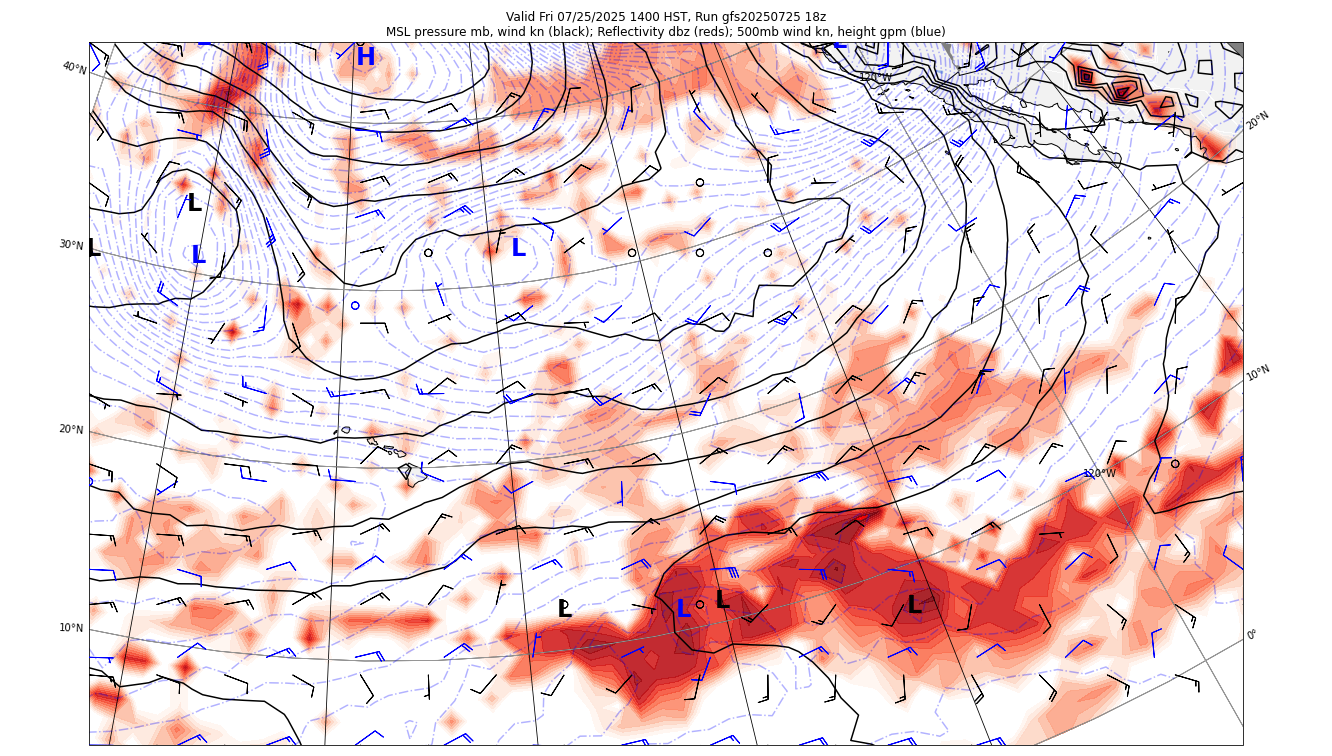 Valid Fri 07/25/2025 1400 HST, Run gfs20250725 18z
MSL pressure mb, wind kn (black); Reflectivity dbz (reds); 500mb wind kn, height gpm (blue)
L
H
40°N
120°W
20°N
L
L
30°N
L
L
10°N
20°N
120°W
L
L
L
L
10°N
0°